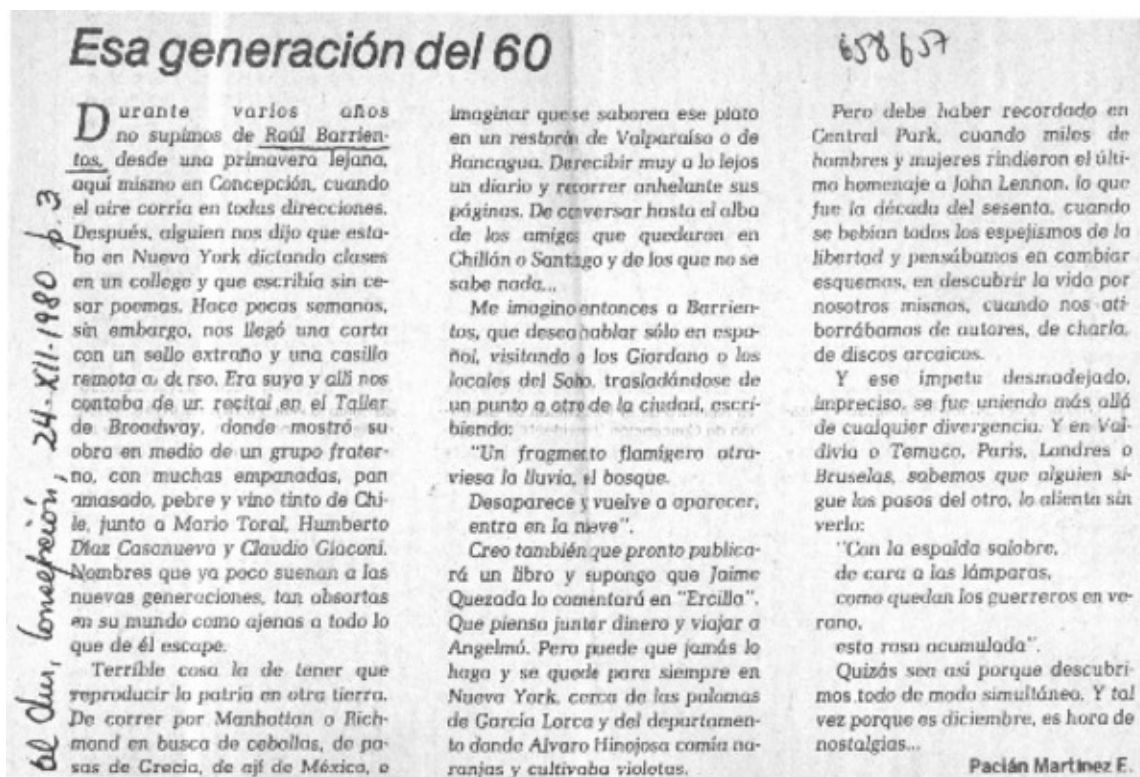 Esa generación del 60
658657
Durante varios años
no supimos de Raúl Barrien-
tos, desde una primavera lejana,
aquí mismo en Concepción, cuando
el aire corría en todas direcciones.
Después, alguien nos dijo que esta-
ba en Nueva York dictando clases
en un college y que escribía sin ce-
sar poemas. Hace pocas semanas,
sin embargo, nos llegó una carta
con un sello extraño y una casilla
remota al dorso. Era suya y allí nos
contaba de un recital en el Taller
de Broadway, donde mostró su
obra en medio de un grupo frater-
no, con muchas empanadas, pan
amasado, pebre y vino tinto de Chi-
le, junto a Mario Toral, Humberto
Díaz Casanueva y Claudio Giaconi.
Nombres que ya poco suenan a las
nuevas generaciones, tan absortas
en su mundo como ajenas a todo lo
que de él escape.
Terrible cosa la de tener que
reproducir la patria en otra tierra.
De correr por Manhattan o Rich-
mond en busca de cebollas, de pa-
sas de Grecia, de ají de México, e
imaginar que se saborea ese plato
en un restorán de Valparaíso o de
Rancagua. De recibir muy a lo lejos
un diario y recorrer anhelante sus
páginas. De conversar hasta el alba
de los amigos que quedaron en
Chillán o Santiago y de los que no se
sabe nada...
Me imagino entonces a Barrien-
tos, que desea hablar sólo en espa-
ñol, visitando a los Giordano o los
locales del Soho, trasladándose de
un punto a otro de la ciudad, escri-
biendo:
"Un fragmento flamígero atra-
viesa la lluvia, el bosque.
Desaparece y vuelve a aparecer,
entra en la nieve".
Creo también que pronto publica-
rá un libro y supongo que Jaime
Quezada lo comentará en "Ercilla".
Que piensa juntar dinero y viajar a
Angelmó. Pero puede que jamás lo
haga y se quede para siempre en
Nueva York, cerca de las palomas
de García Lorca y del departamen-
to donde Alvaro Hinojosa comía na-
ranjas y cultivaba violetas.
Pero debe haber recordado en
Central Park, cuando miles de
hombres y mujeres rindieron el últi-
mo homenaje a John Lennon, lo que
fue la década del sesenta, cuando
se bebían todos los espejismos de la
libertad y pensábamos en cambiar
esquemas, en descubrir la vida por
nosotros mismos, cuando nos ati-
borrábamos de autores, de charla,
de discos arcaicos.
Y ese ímpetu desmadejado,
impreciso, se fue uniendo más allá
de cualquier divergencia. Y en Val-
divia o Temuco, París, Londres o
Bruselas, sabemos que alguien si-
gue los pasos del otro, lo alienta sin
verlo:
"Con la espalda salobre,
de cara a las lámparas,
como quedan los guerreros en ve-
rano,
esta rosa acumulada".
Quizás sea así porque descubri-
mos todo de modo simultáneo. Y tal
vez porque es diciembre, es hora de
nostalgias...
Pacián Martínez E.
El Sur, Concepción, 24-XII-1980 p. 3